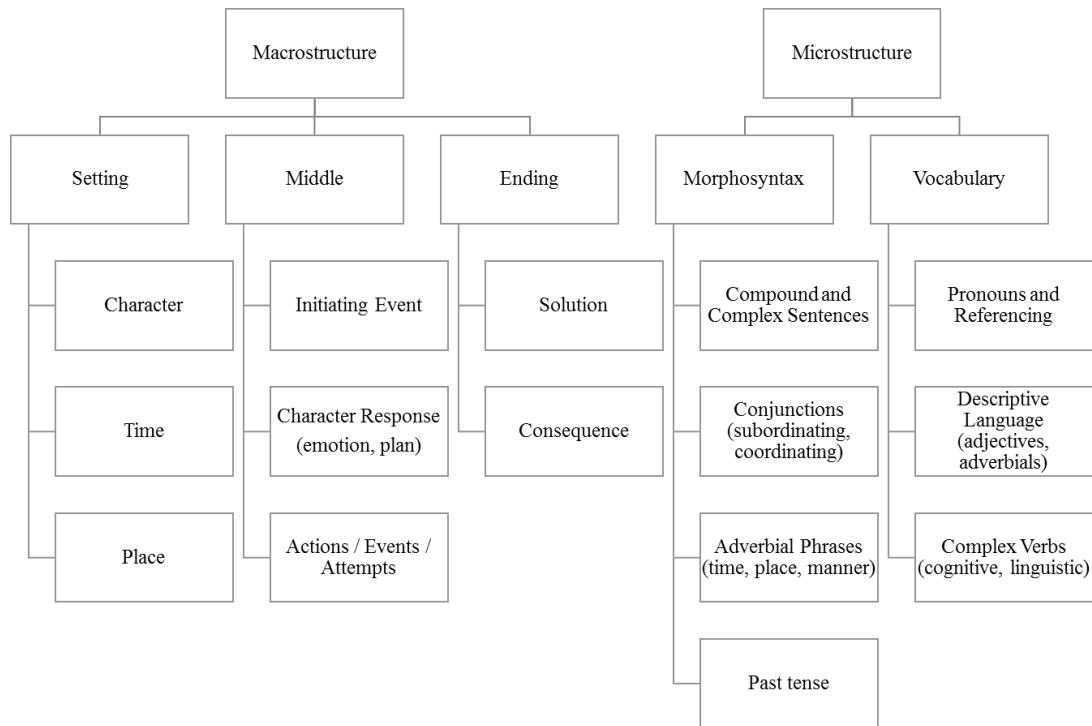 Macrostructure
Setting
Character
Time
Place
Middle
Initiating Event
Character Response
(emotion, plan)
Actions / Events /
Attempts
Ending
Solution
Consequence
Microstructure
Morphosyntax
Compound and
Complex Sentences
Conjunctions
(subordinating,
coordinating)
Adverbial Phrases
(time, place, manner)
Past tense
Vocabulary
Pronouns and
Referencing
Descriptive
Language
(adjectives,
adverbials)
Complex Verbs
(cognitive, linguistic)